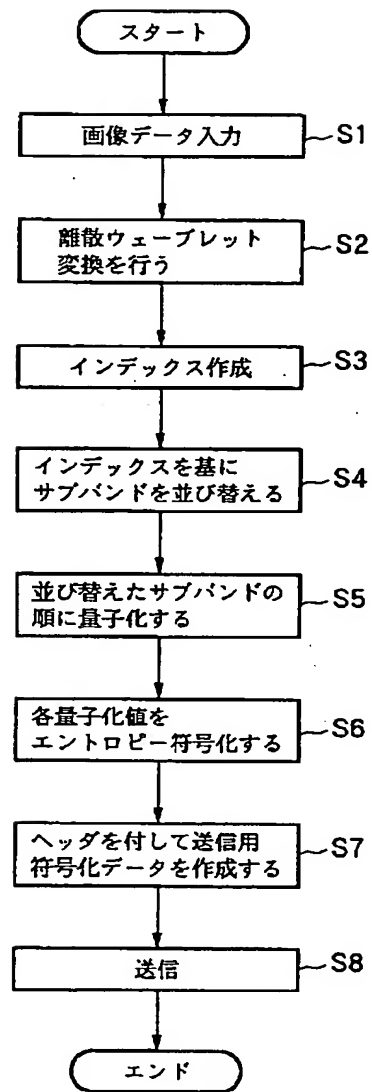 スタート
画像データ入力
S1
離散ウェーブレット
変換を行う
S2
インデックス作成
S3
インデックスを基に
サブバンドを並び替える
S4
並び替えたサブバンドの
順に量子化する
S5
各量子化値を
エントロピー符号化する
S6
ヘッダを付して送信用
符号化データを作成する
S7
送信
S8
エンド